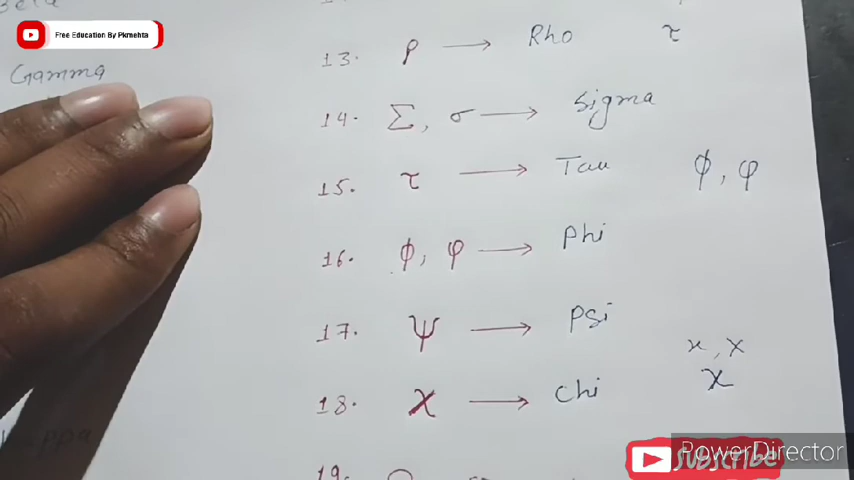 Free Education By Pkmehta
Gamma
13. ρ → Rho τ
14. Σ, σ → Sigma
15. τ → Tau ϕ, φ
16. ϕ, φ → Phi
17. Ψ → Psi
x, X
18. χ → Chi χ
19.
PowerDirector
SUBSCRIBE